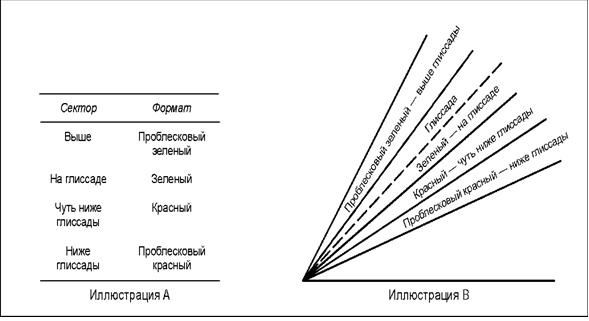 Сектор Формат
Выше Проблесковый
зеленый
На глиссаде Зеленый
Чуть ниже Красный
глиссады
Ниже Проблесковый
глиссады красный
Иллюстрация А
Проблесковый зеленый — выше глиссады
Глиссада
Зеленый — на глиссаде
Красный — чуть ниже глиссады
Проблесковый красный — ниже глиссады
Иллюстрация В